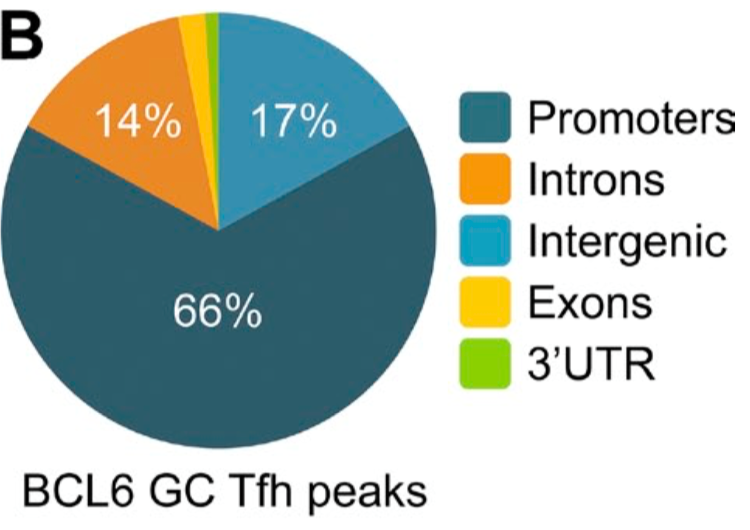 B
14%
17%
66%
Promoters
Introns
Intergenic
Exons
3’UTR
BCL6 GC Tfh peaks